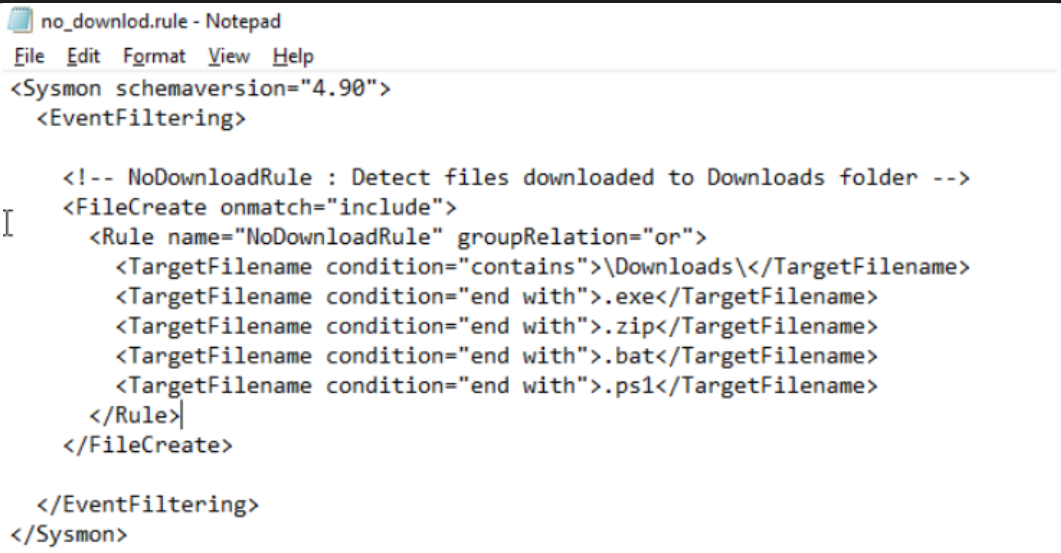 no_downlod.rule - Notepad
File Edit Format View Help
<Sysmon schemaversion="4.90">
  <EventFiltering>

    <!-- NoDownloadRule : Detect files downloaded to Downloads folder -->
    <FileCreate onmatch="include">
      <Rule name="NoDownloadRule" groupRelation="or">
        <TargetFilename condition="contains">\Downloads\</TargetFilename>
        <TargetFilename condition="end with">.exe</TargetFilename>
        <TargetFilename condition="end with">.zip</TargetFilename>
        <TargetFilename condition="end with">.bat</TargetFilename>
        <TargetFilename condition="end with">.ps1</TargetFilename>
      </Rule>
    </FileCreate>

  </EventFiltering>
</Sysmon>